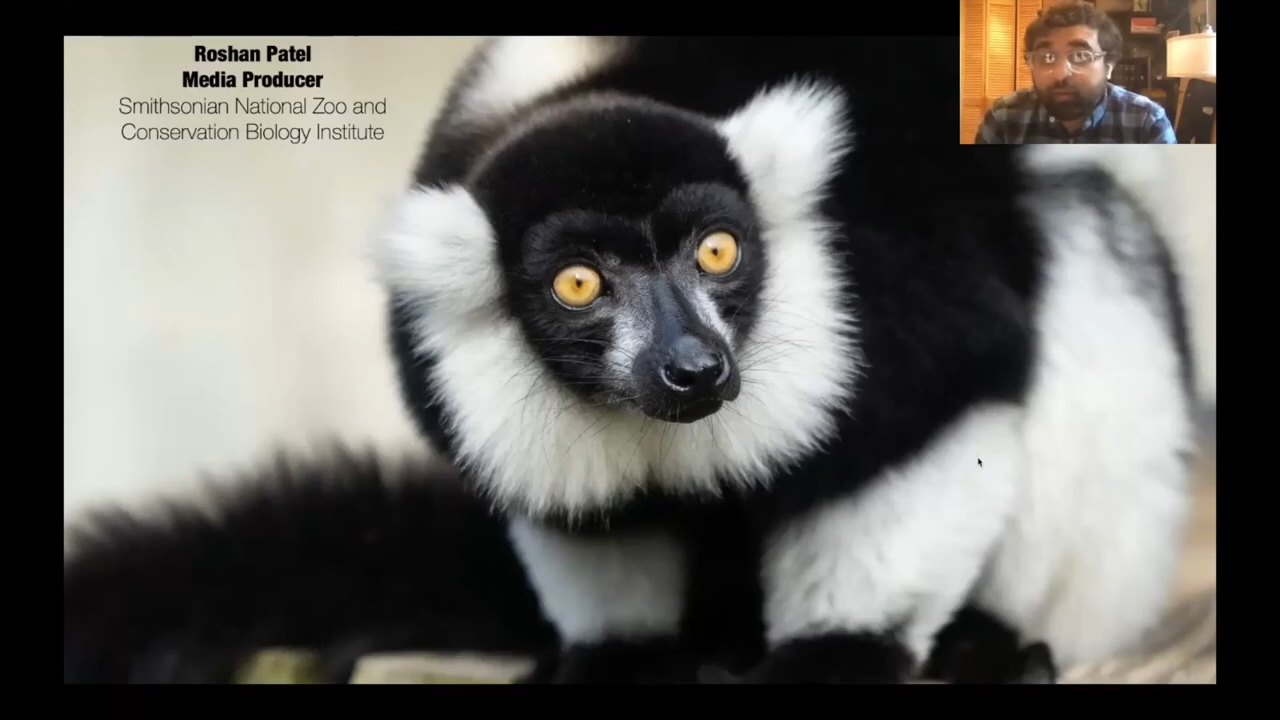 Roshan Patel
Media Producer
Smithsonian National Zoo and
Conservation Biology Institute